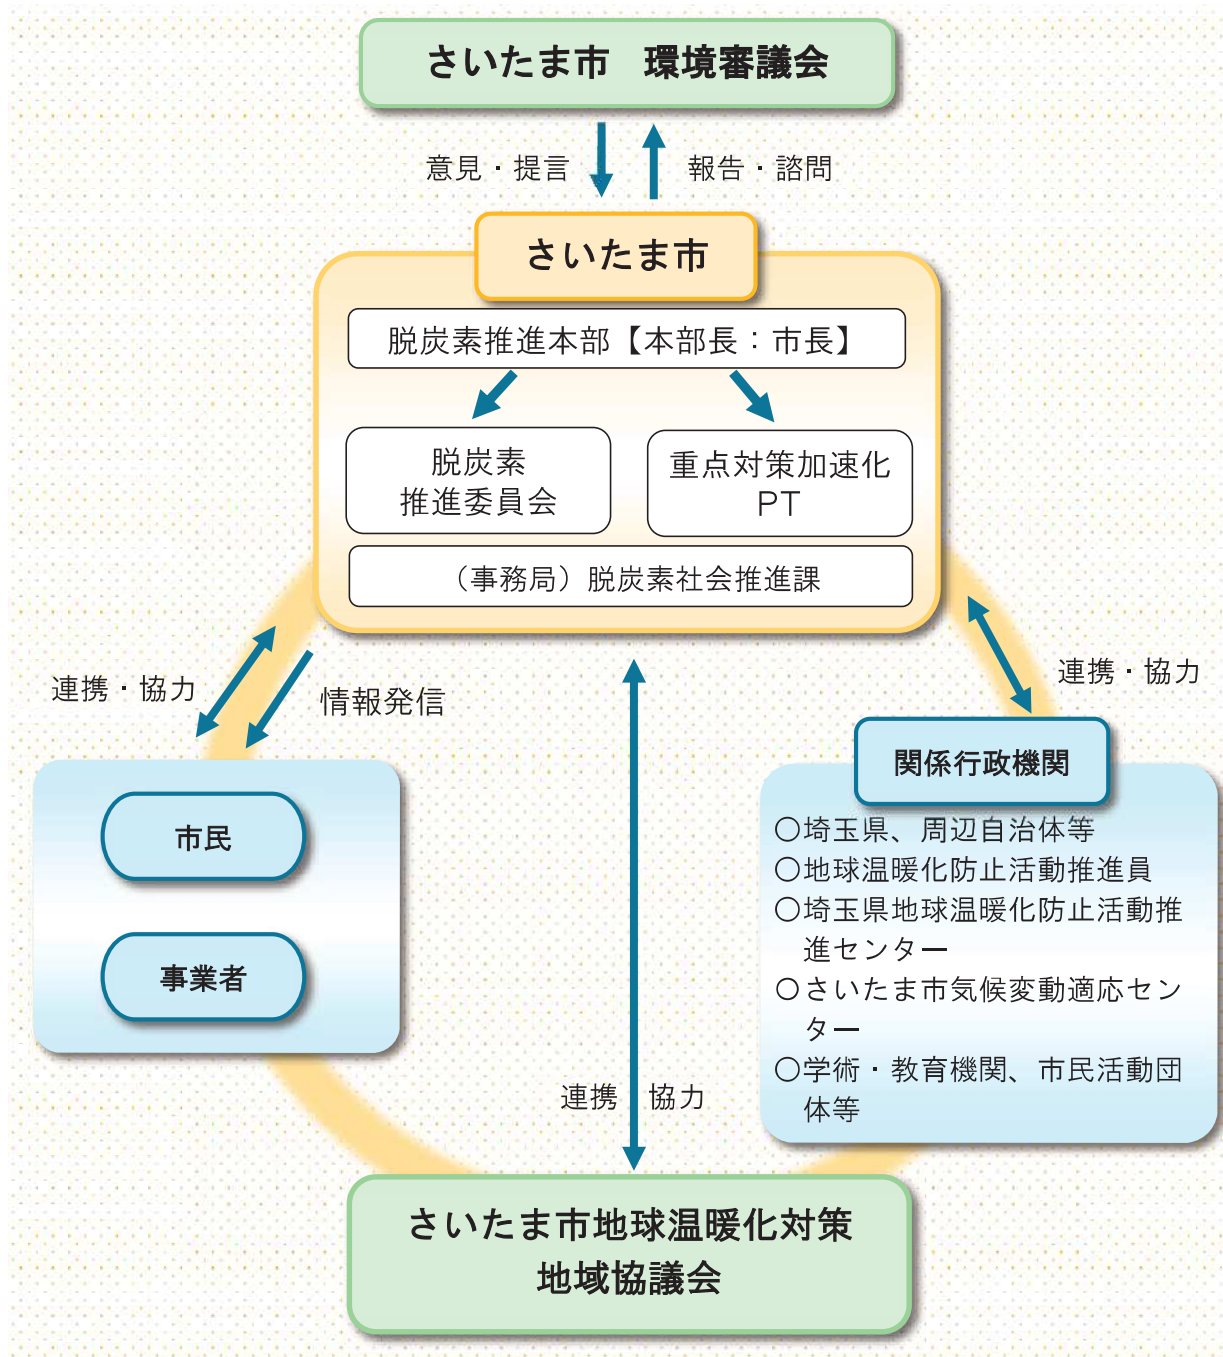 さいたま市　環境審議会
意見・提言
報告・諮問
さいたま市
脱炭素推進本部【本部長：市長】
脱炭素
推進委員会
重点対策加速化
PT
（事務局）脱炭素社会推進課
連携・協力
情報発信
連携・協力
市民
事業者
関係行政機関
〇埼玉県、周辺自治体等
〇地球温暖化防止活動推進員
〇埼玉県地球温暖化防止活動推
進センター
〇さいたま市気候変動適応セン
ター
〇学術・教育機関、市民活動団
体等
連携　協力
さいたま市地球温暖化対策
地域協議会